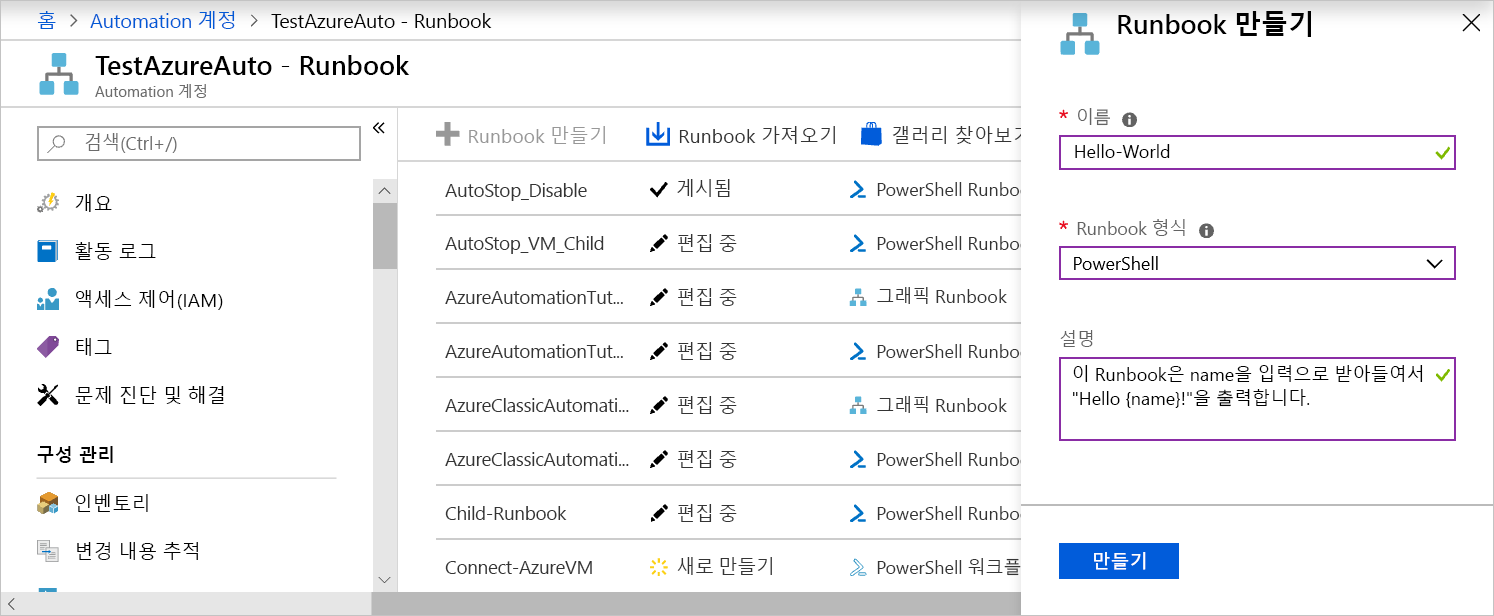 홈 > Automation 계정 > TestAzureAuto - Runbook
TestAzureAuto - Runbook
Automation 계정
검색(Ctrl+/)
개요
활동 로그
액세스 제어(IAM)
태그
문제 진단 및 해결
구성 관리
인벤토리
변경 내용 추적
Runbook 만들기 Runbook 가져오기 갤러리 찾아보기
AutoStop_Disable 게시됨 PowerShell Runbo
AutoStop_VM_Child 편집 중 PowerShell Runbo
AzureAutomationTut... 편집 중 그래픽 Runbook
AzureAutomationTut... 편집 중 PowerShell Runbo
AzureClassicAutomati... 편집 중 그래픽 Runbook
AzureClassicAutomati... 편집 중 PowerShell Runbo
Child-Runbook 편집 중 PowerShell Runbo
Connect-AzureVM 새로 만들기 PowerShell 워크플
Runbook 만들기
* 이름
Hello-World
* Runbook 형식
PowerShell
설명
이 Runbook은 name을 입력으로 받아들여서
"Hello {name}!"을 출력합니다.
만들기